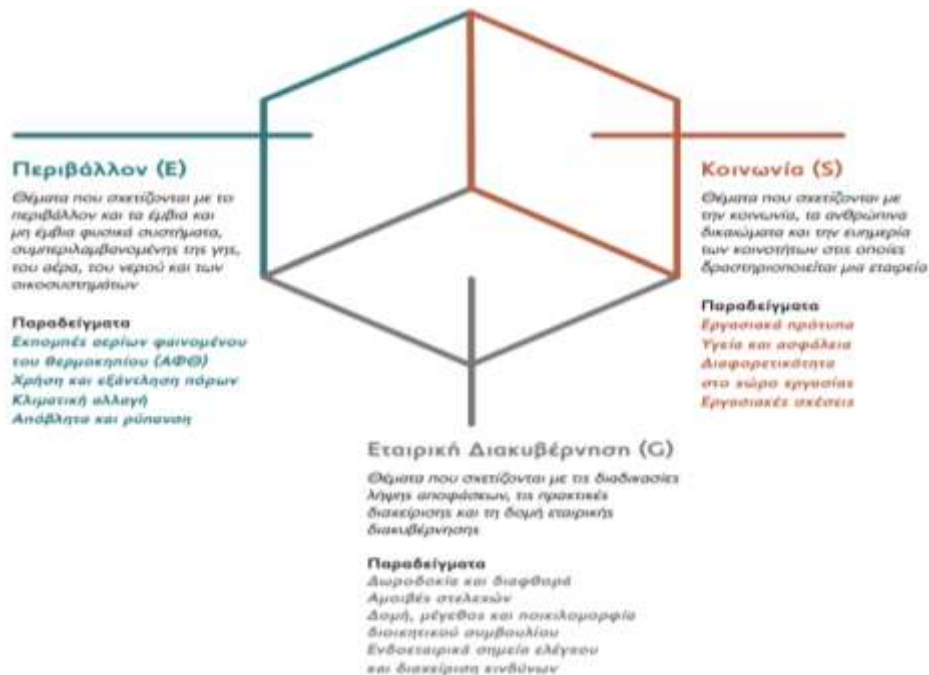 Περιβάλλον (E)
Θέματα που σχετίζονται με το
περιβάλλον και τα έμβια και
μη έμβια φυσικά συστήματα,
συμπεριλαμβανομένης της γης,
του αέρα, του νερού και των
οικοσυστημάτων
Παραδείγματα
Εκπομπές αερίων φαινομένου
του θερμοκηπίου (ΑΦΘ)
Χρήση και εξάντληση πόρων
Κλιματική αλλαγή
Απόβλητα και ρύπανση
Κοινωνία (S)
Θέματα που σχετίζονται με
την κοινωνία, τα ανθρώπινα
δικαιώματα και την ευημερία
των κοινοτήτων στις οποίες
δραστηριοποιείται μια εταιρεία
Παραδείγματα
Εργασιακά πρότυπα
Υγεία και ασφάλεια
Διαφορετικότητα
στο χώρο εργασίας
Εργασιακές σχέσεις
Εταιρική Διακυβέρνηση (G)
Θέματα που σχετίζονται με τις διαδικασίες
λήψης αποφάσεων, τις πρακτικές
διαχείρισης και τη δομή εταιρικής
διακυβέρνησης
Παραδείγματα
Δωροδοκία και διαφθορά
Αμοιβές στελεχών
Δομή, μέγεθος και ποικιλομορφία
διοικητικού συμβουλίου
Ενδοεταιρικά σημεία ελέγχου
και διαχείριση κινδύνων